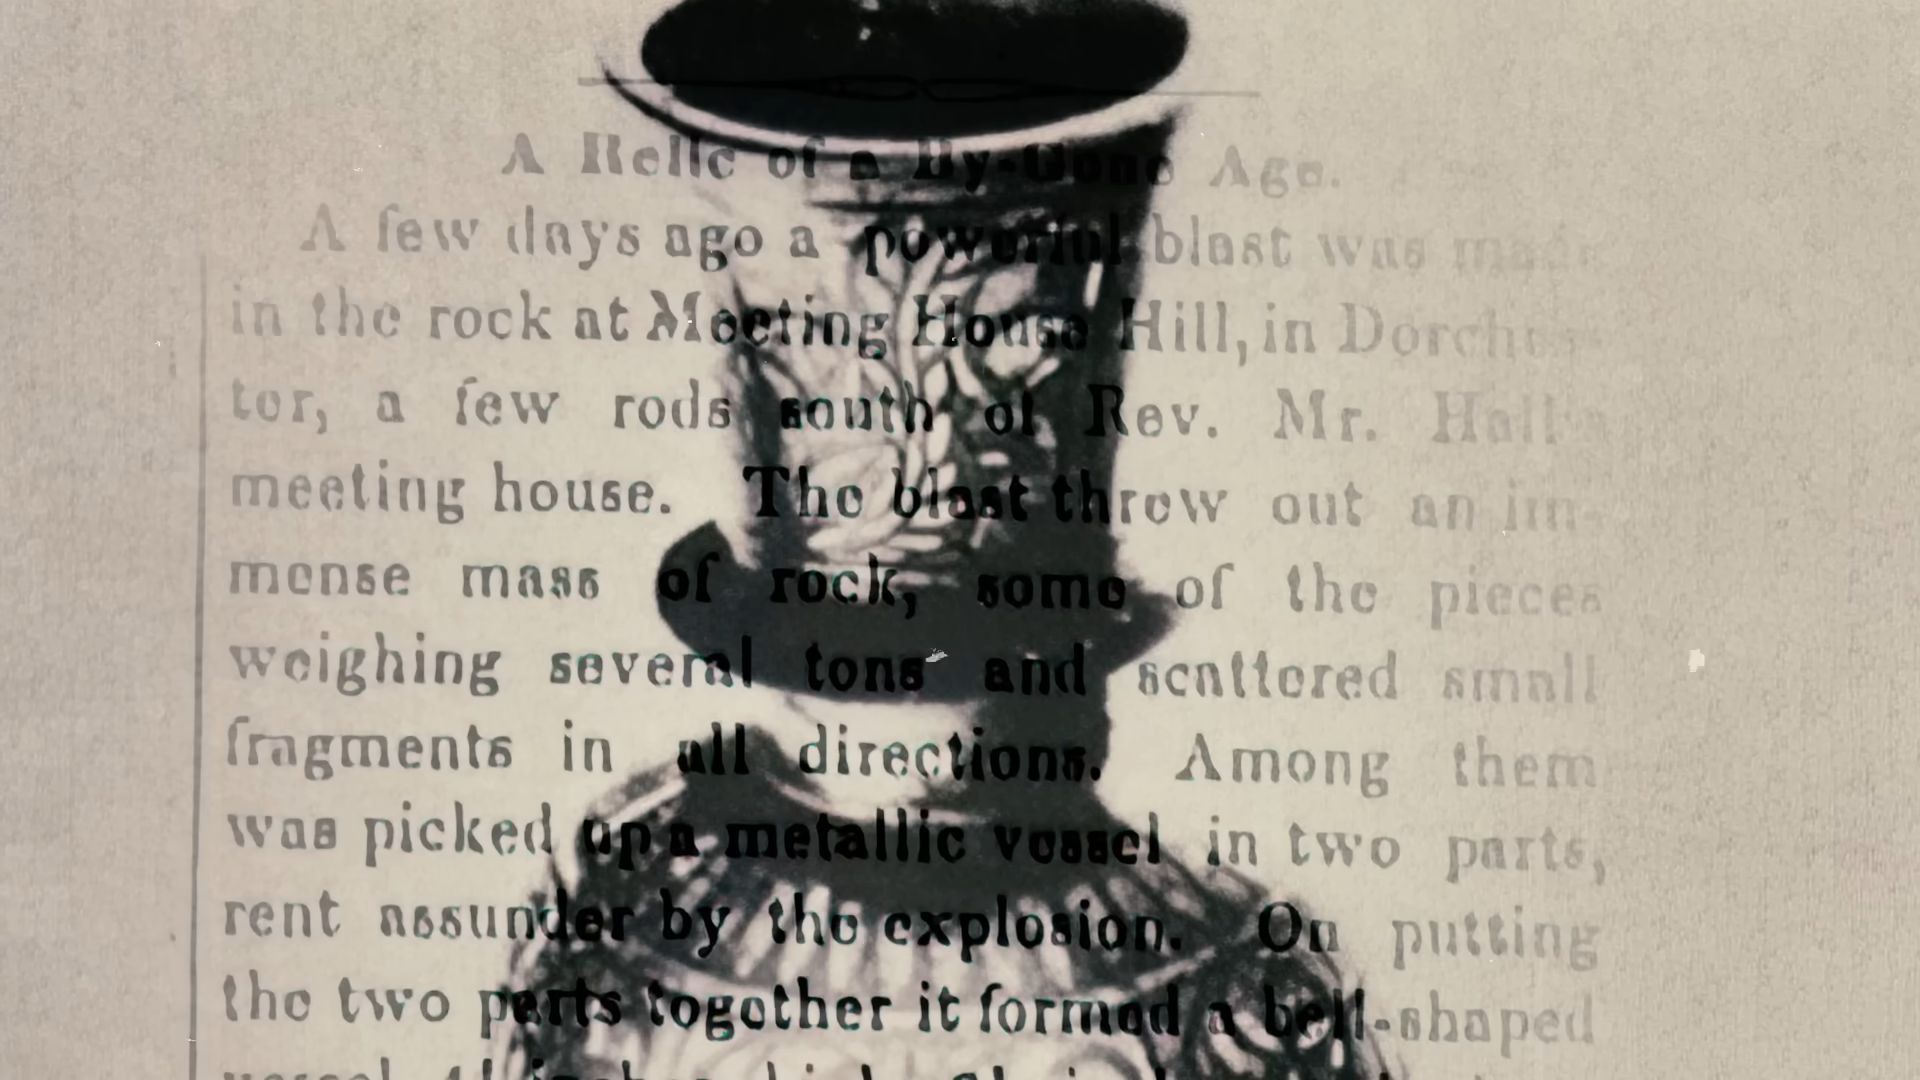 A Relic of a By-Gone Age.
A few days ago a powerful blast was made
in the rock at Meeting House Hill, in Dorches-
ter, a few rods south of Rev. Mr. Hall's
meeting house. The blast threw out an im-
mense mass of rock, some of the pieces
weighing several tons and scattered small
fragments in all directions. Among them
was picked up a metallic vessel in two parts,
rent assunder by the explosion. On putting
the two parts together it formed a bell-shaped